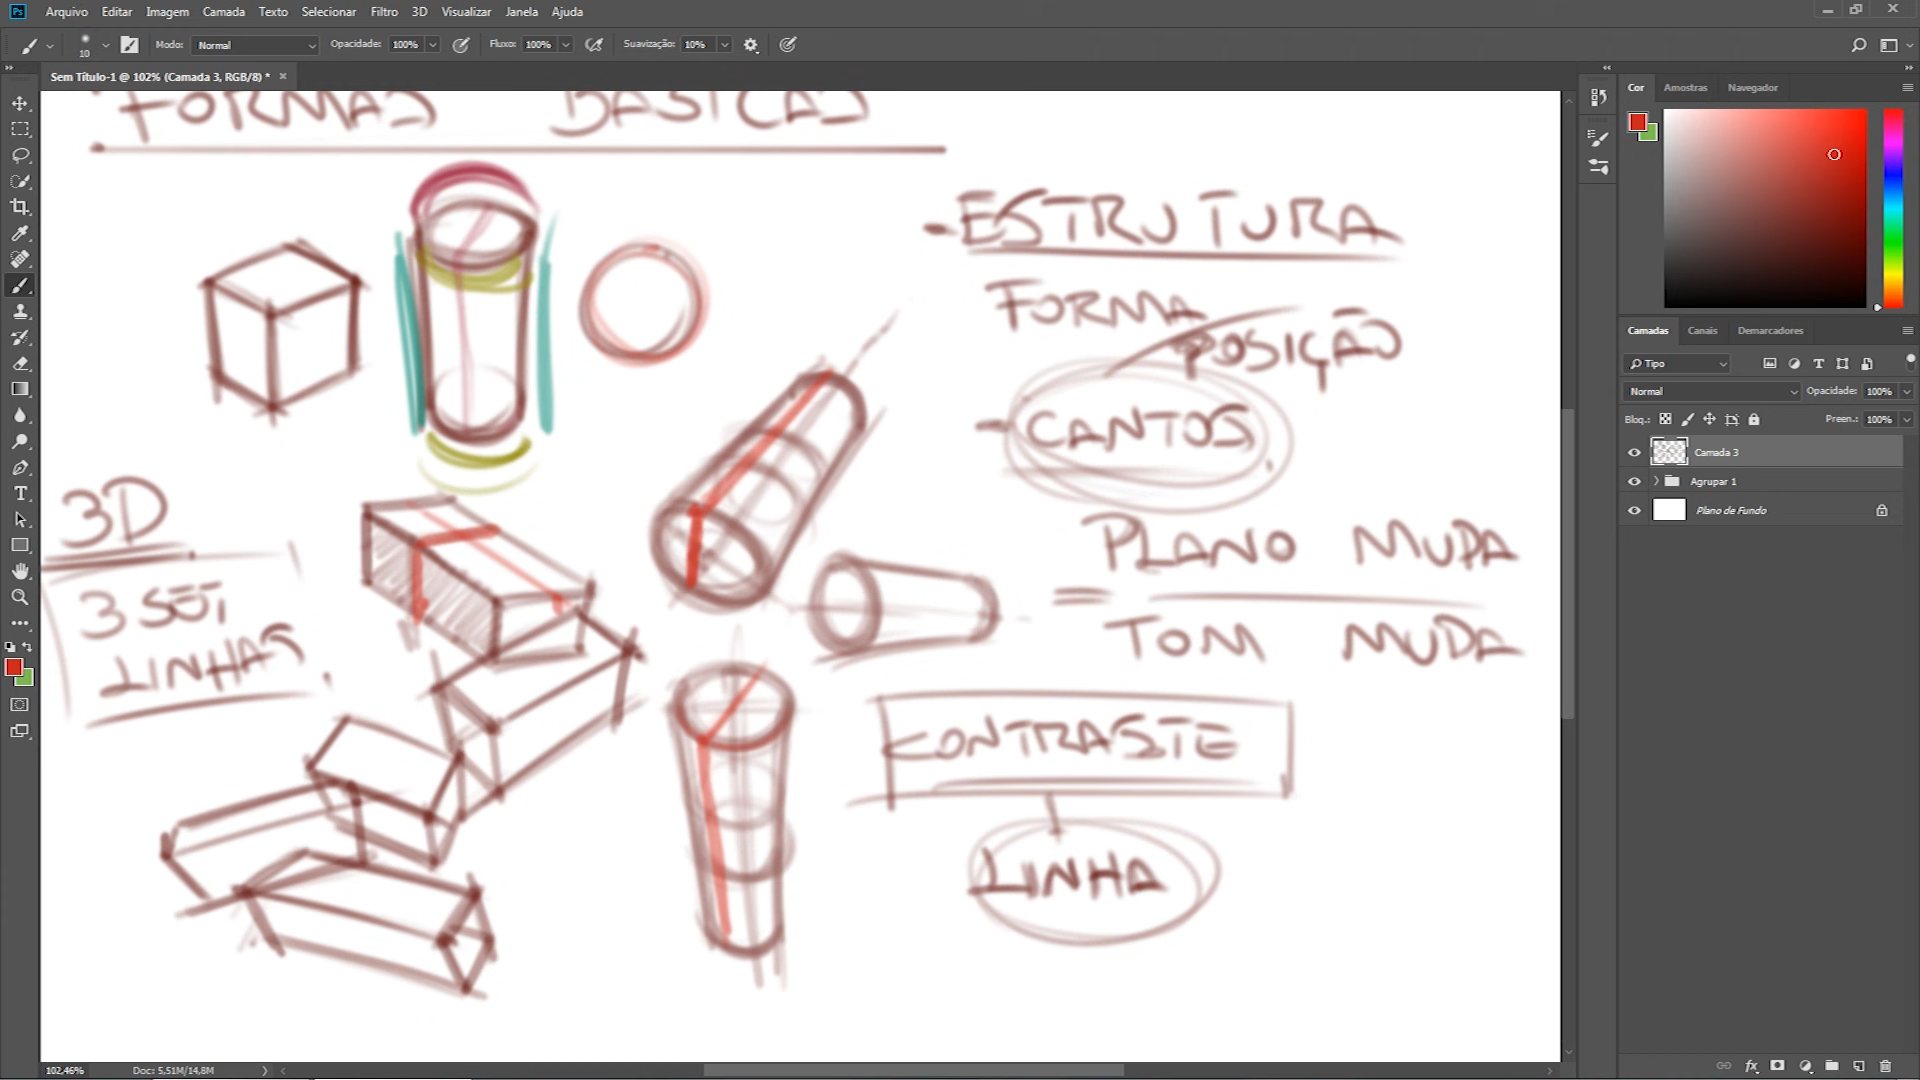 Arquivo Editar Imagem Camada Texto Selecionar Filtro 3D Visualizar Janela Ajuda
10 Modo: Normal Opacidade: 100% Fluxo: 100% Suavização: 10%
Sem Título-1 @ 102% (Camada 3, RGB/8) *
FORMAS BASICAS
- ESTRUTURA
FORMA
POSIÇÃO
- CANTOS
3D
3 SETI
LINHAS
PLANO MUDA
=
TOM MUDA
CONTRASTE
LINHA
Cor Amostras Navegador
Camadas Canais Demarcadores
Tipo
Normal Opacidade: 100%
Bloq.: Preen.: 100%
Camada 3
Agrupar 1
Plano de Fundo
102,46% Doc: 5,51M/14,8M